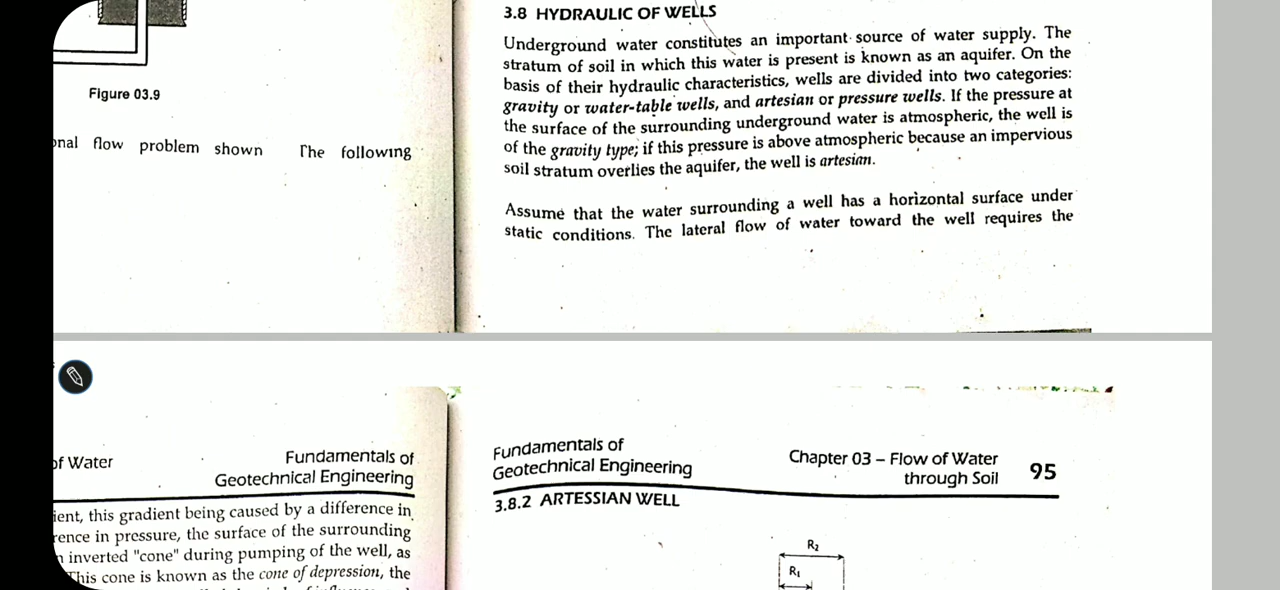 Figure 03.9
onal flow problem shown The following
3.8 HYDRAULIC OF WELLS
Underground water constitutes an important source of water supply. The
stratum of soil in which this water is present is known as an aquifer. On the
basis of their hydraulic characteristics, wells are divided into two categories:
gravity or water-table wells, and artesian or pressure wells. If the pressure at
the surface of the surrounding underground water is atmospheric, the well is
of the gravity type; if this pressure is above atmospheric because an impervious
soil stratum overlies the aquifer, the well is artesian.
Assume that the water surrounding a well has a horizontal surface under
static conditions. The lateral flow of water toward the well requires the
of Water
Fundamentals of
Geotechnical Engineering
ient, this gradient being caused by a difference in
rence in pressure, the surface of the surrounding
inverted "cone" during pumping of the well, as
This cone is known as the cone of depression, the
Fundamentals of
Geotechnical Engineering
Chapter 03 – Flow of Water
through Soil
95
3.8.2 ARTESSIAN WELL
R₂
R₁